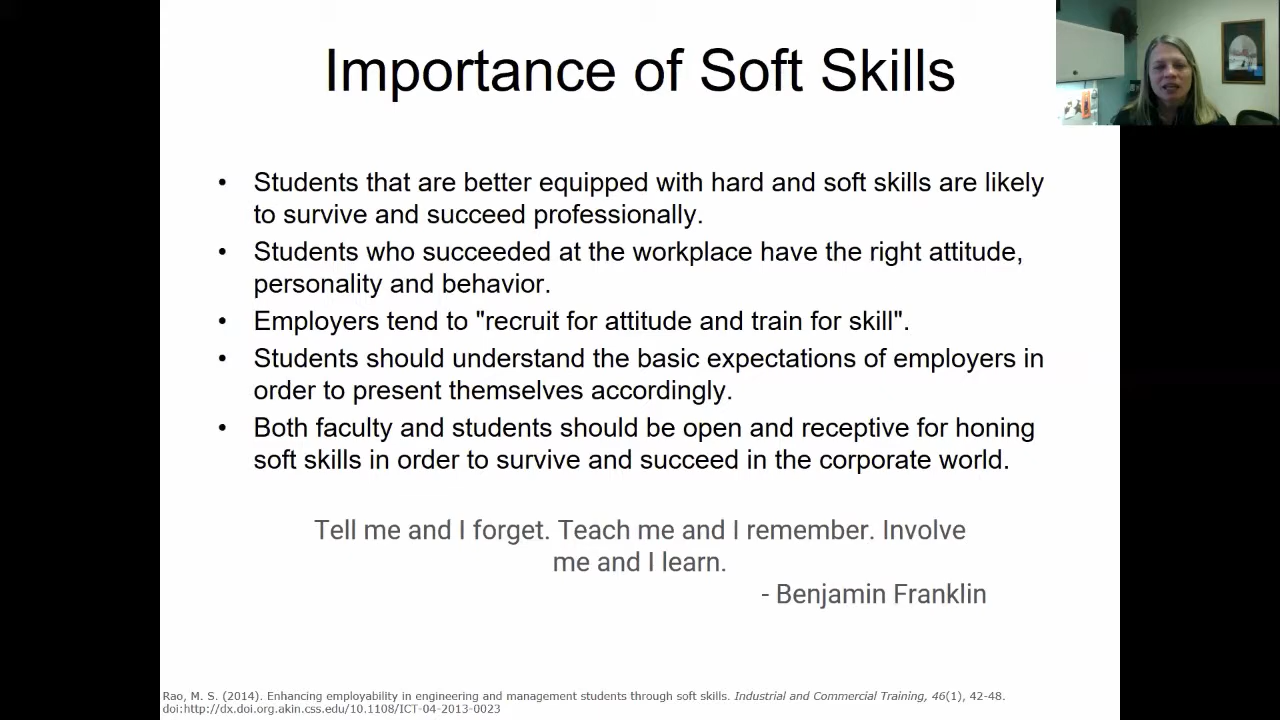 Importance of Soft Skills
• Students that are better equipped with hard and soft skills are likely
to survive and succeed professionally.
• Students who succeeded at the workplace have the right attitude,
personality and behavior.
• Employers tend to "recruit for attitude and train for skill".
• Students should understand the basic expectations of employers in
order to present themselves accordingly.
• Both faculty and students should be open and receptive for honing
soft skills in order to survive and succeed in the corporate world.
Tell me and I forget. Teach me and I remember. Involve
me and I learn.
- Benjamin Franklin
Rao, M. S. (2014). Enhancing employability in engineering and management students through soft skills. Industrial and Commercial Training, 46(1), 42-48.
doi:http://dx.doi.org.akin.css.edu/10.1108/ICT-04-2013-0023